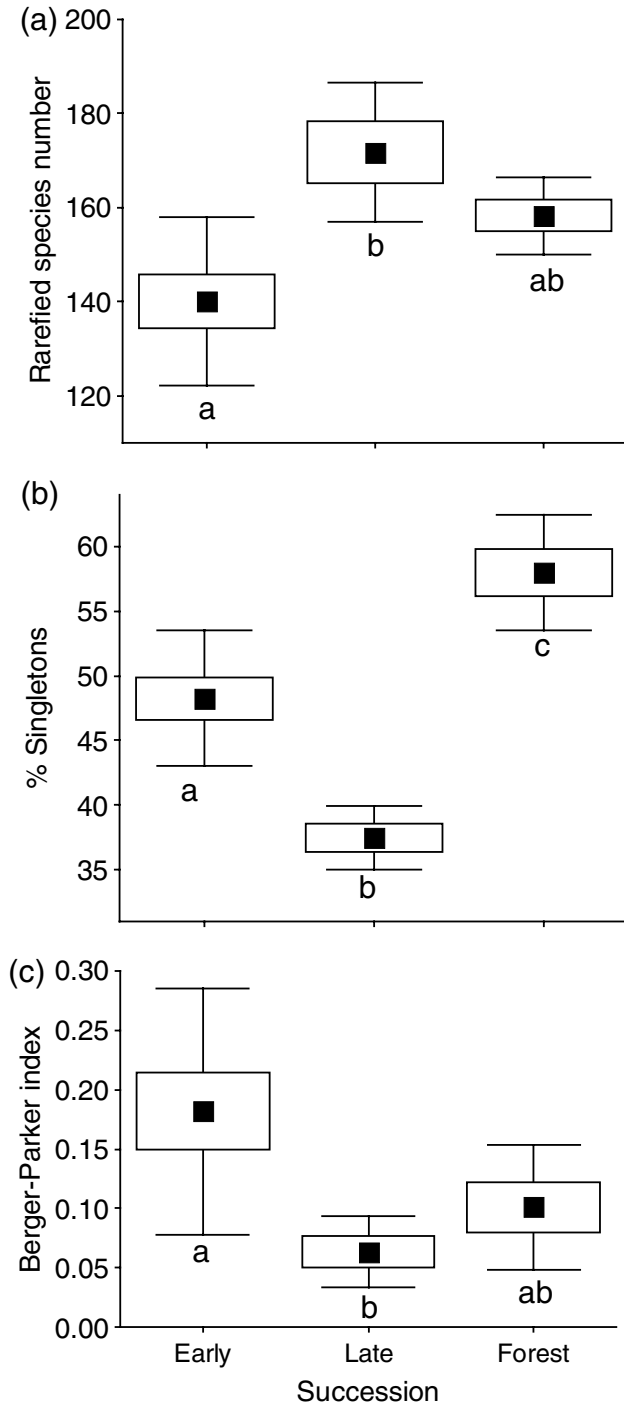 (a)
Rarefied species number
200
180
160
140
120
a
b
ab
(b)
% Singletons
60
55
50
45
40
35
a
b
c
(c)
Berger-Parker index
0.30
0.25
0.20
0.15
0.10
0.05
0.00
a
b
ab
Early Late Forest
Succession